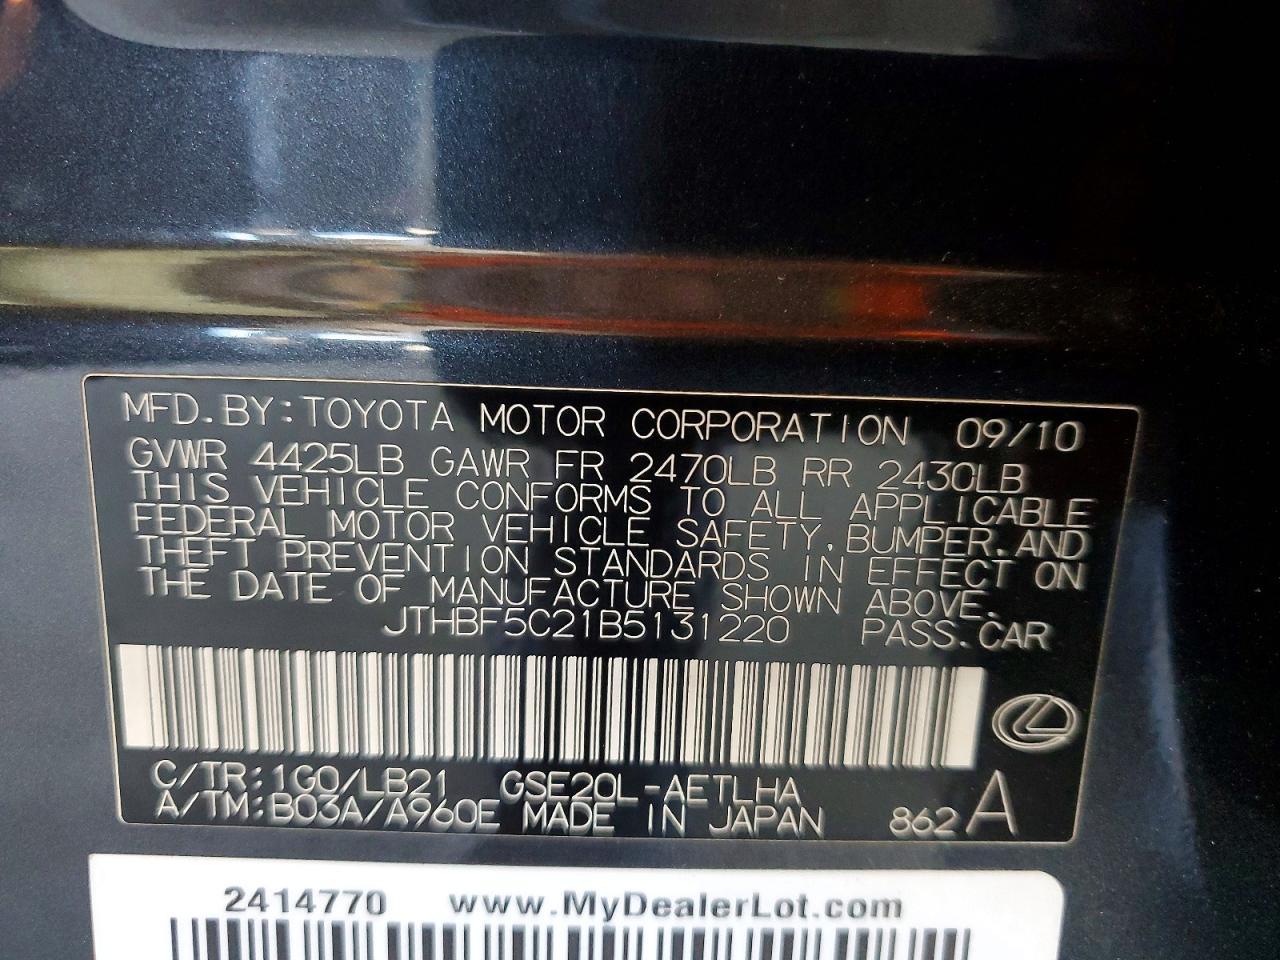 MFD.BY:TOYOTA MOTOR CORPORATION 09/10
GVWR 4425LB GAWR FR 2470LB RR 2430LB
THIS VEHICLE CONFORMS TO ALL APPLICABLE
FEDERAL MOTOR VEHICLE SAFETY, BUMPER, AND
THEFT PREVENTION STANDARDS IN EFFECT ON
THE DATE OF MANUFACTURE SHOWN ABOVE.
JTHBF5C21B5131220 PASS.CAR
C/TR:1G0/LB21 GSE20L-AETLHA
A/TM:B03A/A960E MADE IN JAPAN 862A
2414770 www.MyDealerLot.com